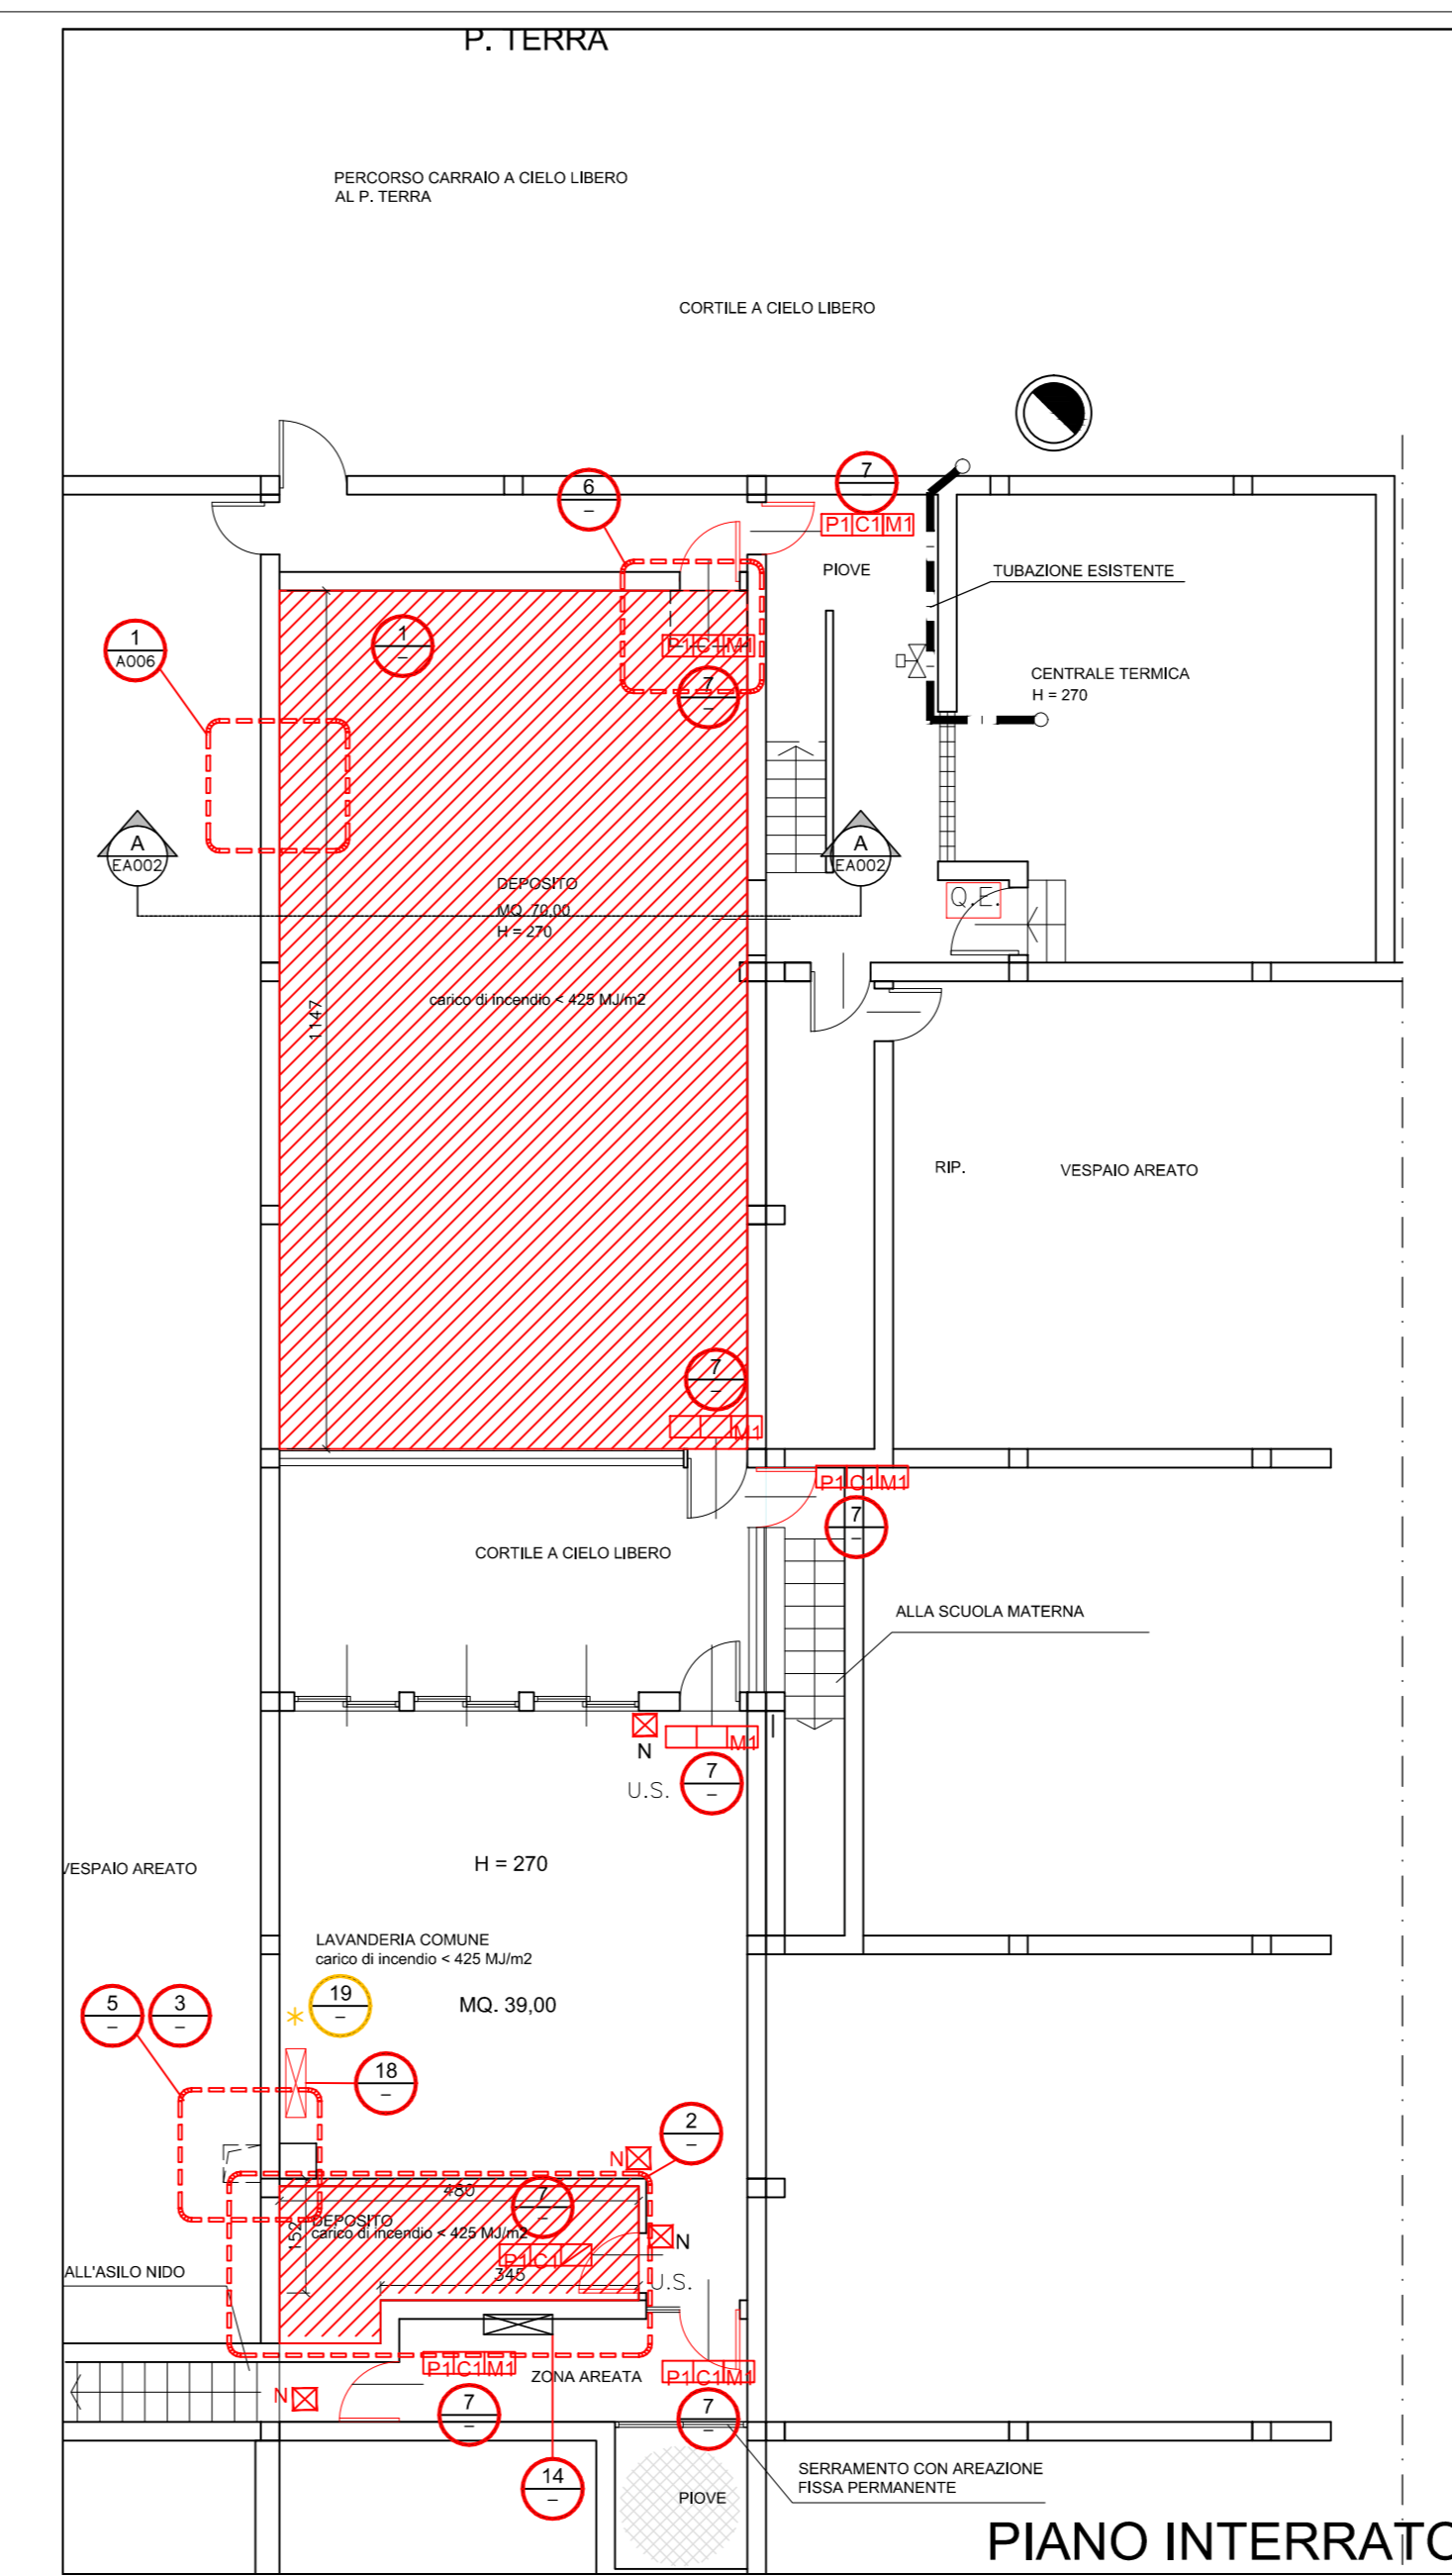 P. TERRA
PERCORSO CARRAIO A CIELO LIBERO
AL P. TERRA
CORTILE A CIELO LIBERO
7
–
6
–
P1 C1 M1
PIOVE
TUBAZIONE ESISTENTE
1
A006
1
–
P1 C1 M1
7
–
CENTRALE TERMICA
H = 270
A
EA002
A
EA002
DEPOSITO
MQ. 70,00
H = 270
Q.E.
carico di incendio < 425 MJ/m2
1147
RIP.
VESPAIO AREATO
7
–
M1
P1 C1 M1
7
–
CORTILE A CIELO LIBERO
ALLA SCUOLA MATERNA
N
M1
7
–
U.S.
H = 270
VESPAIO AREATO
LAVANDERIA COMUNE
carico di incendio < 425 MJ/m2
19
–
MQ. 39,00
5
–
3
–
18
–
2
–
N
480
7
–
152
DEPOSITO
carico di incendio < 425 MJ/m2
N
P1 C1
345
U.S.
ALL'ASILO NIDO
P1 C1 M1
ZONA AREATA
P1 C1 M1
N
7
–
7
–
14
–
PIOVE
SERRAMENTO CON AREAZIONE
FISSA PERMANENTE
PIANO INTERRATO